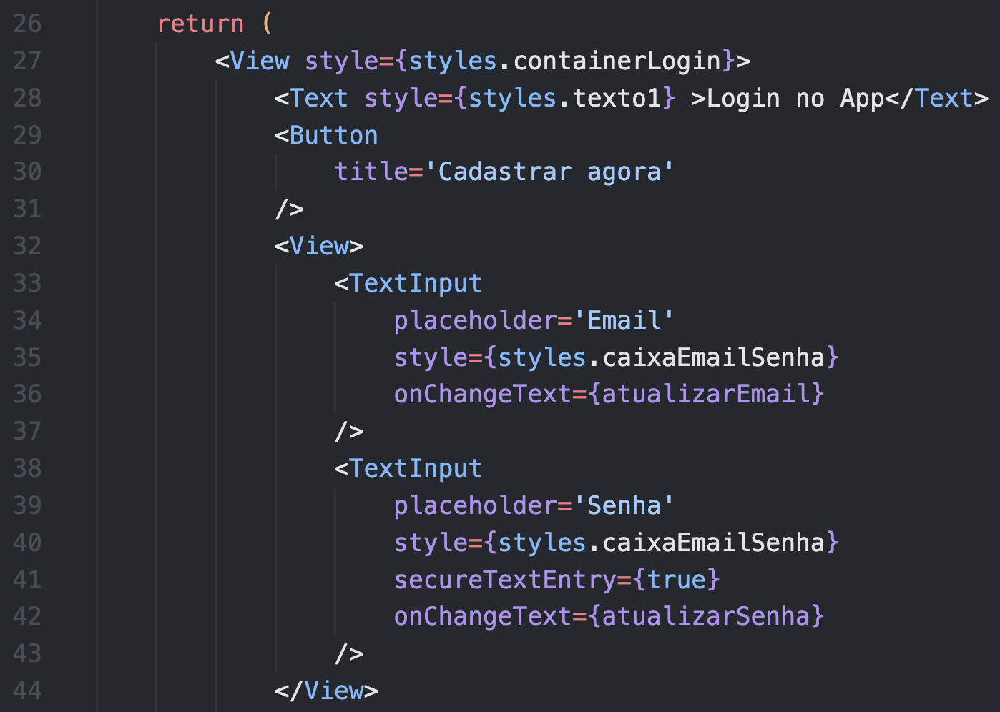 26 return (
27 <View style={styles.containerLogin}>
28 <Text style={styles.texto1} >Login no App</Text>
29 <Button
30 title='Cadastrar agora'
31 />
32 <View>
33 <TextInput
34 placeholder='Email'
35 style={styles.caixaEmailSenha}
36 onChangeText={atualizarEmail}
37 />
38 <TextInput
39 placeholder='Senha'
40 style={styles.caixaEmailSenha}
41 secureTextEntry={true}
42 onChangeText={atualizarSenha}
43 />
44 </View>